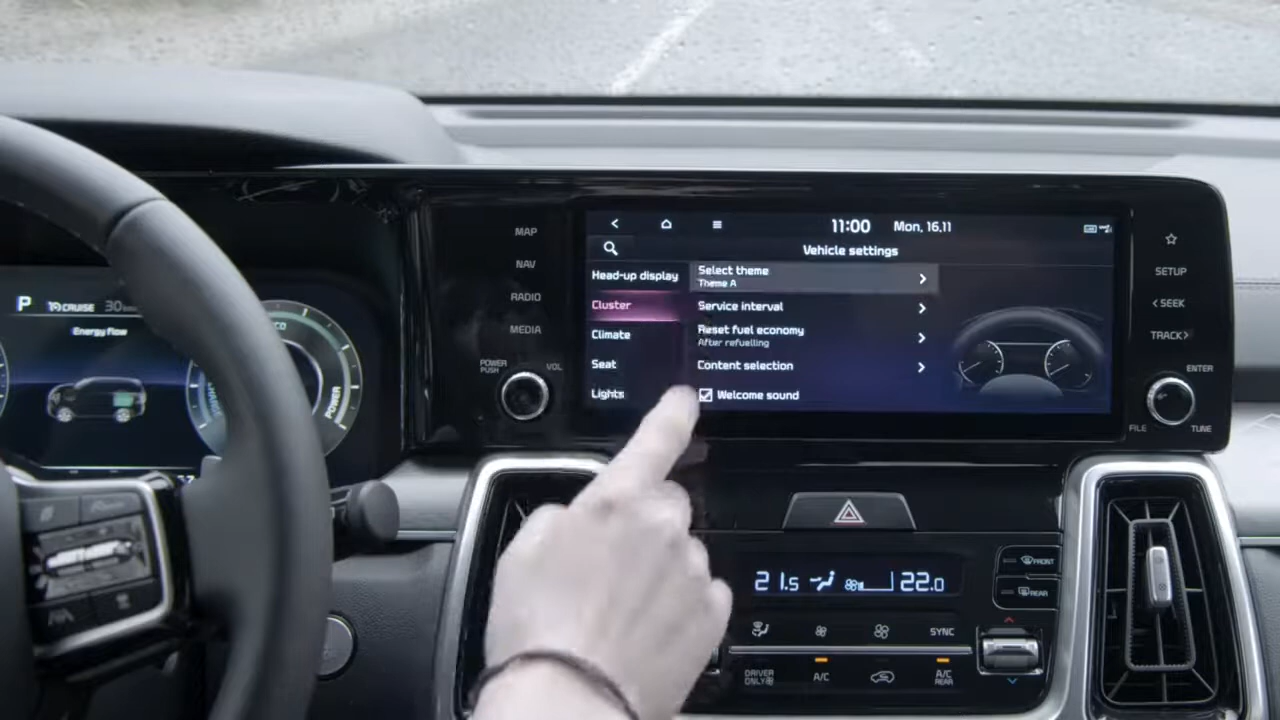 MAP
NAV
RADIO
MEDIA
POWER
PUSH
VOL
11:00 Mon, 16.11
Vehicle settings
Head-up display
Cluster
Climate
Seat
Lights
Select theme
Theme A
Service interval
Reset fuel economy
After refuelling
Content selection
Welcome sound
SETUP
< SEEK
TRACK >
ENTER
FILE
TUNE
P CRUISE 30
Energy flow
POWER
21.5 22.0
FRONT
REAR
SYNC
DRIVER
ONLY
A/C
A/C
REAR